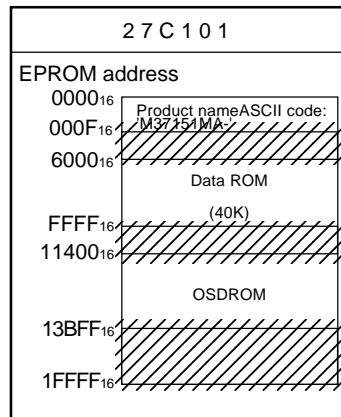 27C101
EPROM address
0000₁₆
Product nameASCII code:
'M37151MA-'
000F₁₆
6000₁₆
Data ROM
(40K)
FFFF₁₆
11400₁₆
OSDROM
13BFF₁₆
1FFFF₁₆